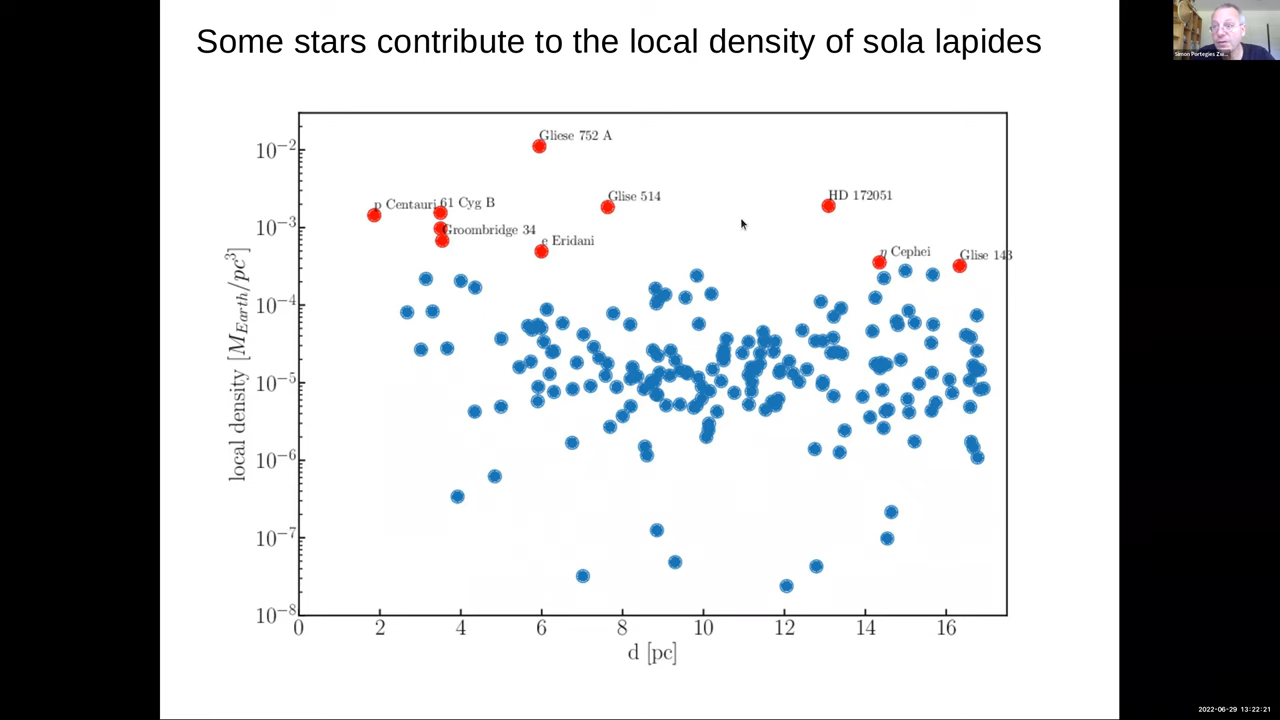 Some stars contribute to the local density of sola lapides
Simon Portegies Zw...
Gliese 752 A
p Centauri
61 Cyg B
Groombridge 34
Glise 514
e Eridani
HD 172051
η Cephei
Glise 143
local density [M_Earth/pc^3]
10^−2
10^−3
10^−4
10^−5
10^−6
10^−7
10^−8
0 2 4 6 8 10 12 14 16
d [pc]
2022-06-29 13:22:21